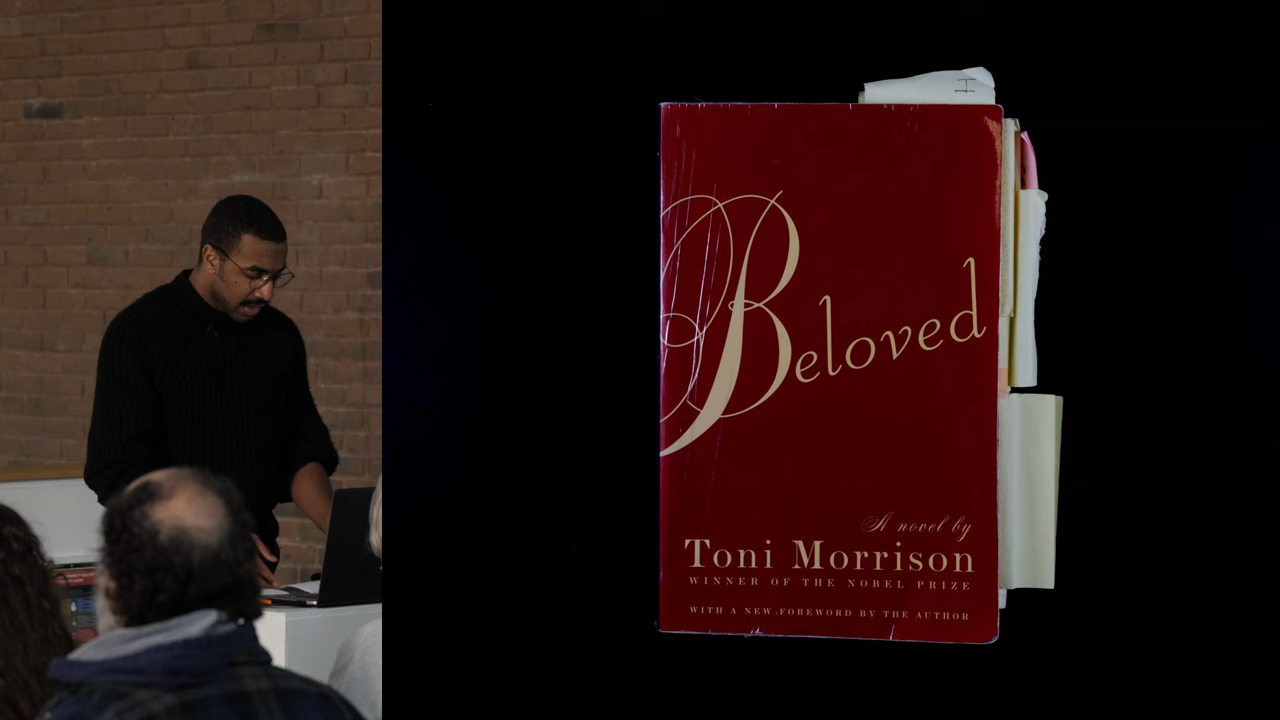 H
Beloved
A novel by
Toni Morrison
WINNER OF THE NOBEL PRIZE
WITH A NEW FOREWORD BY THE AUTHOR